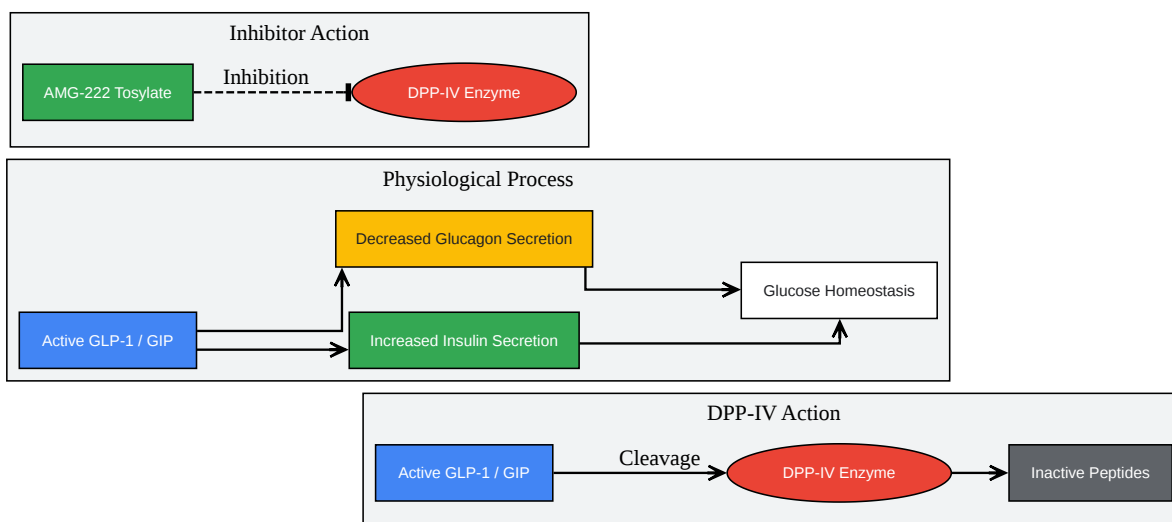 Inhibitor Action
AMG-222 Tosylate
Inhibition
DPP-IV Enzyme
Physiological Process
Decreased Glucagon Secretion
Glucose Homeostasis
Active GLP-1 / GIP
Increased Insulin Secretion
DPP-IV Action
Active GLP-1 / GIP
Cleavage
DPP-IV Enzyme
Inactive Peptides